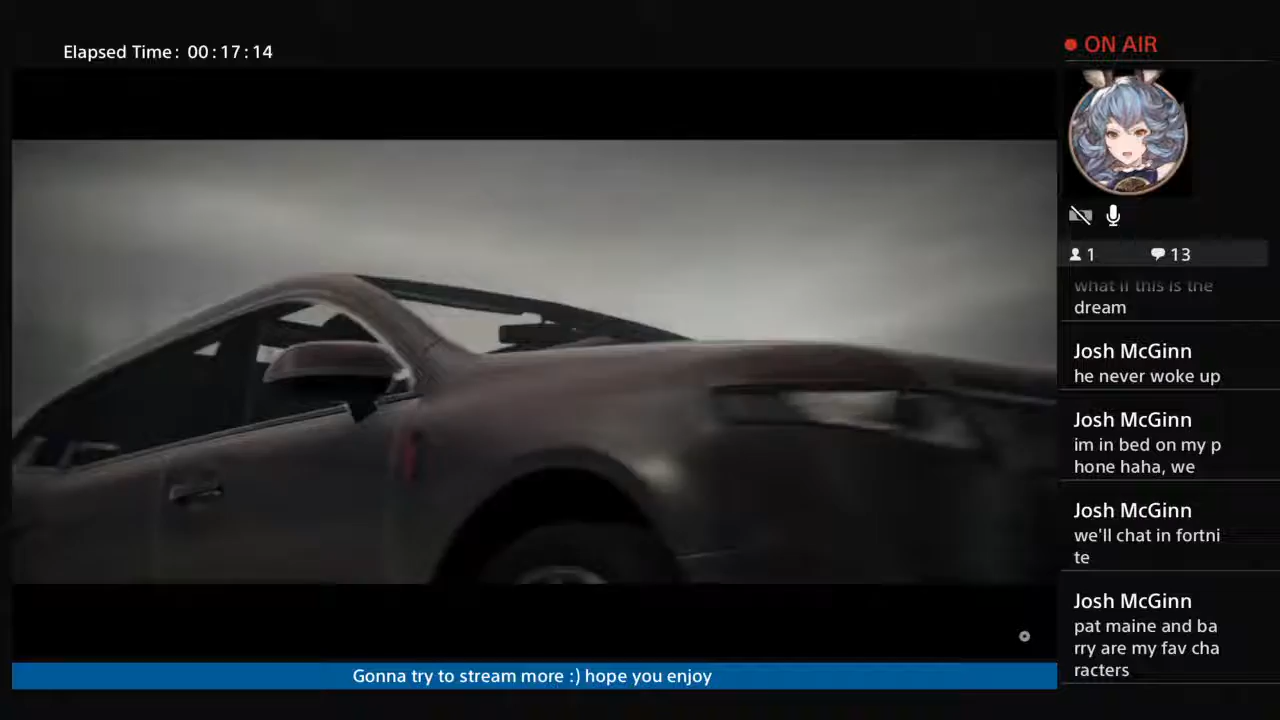 Elapsed Time: 00:17:14
ON AIR
1
13
what if this is the
dream
Josh McGinn
he never woke up
Josh McGinn
im in bed on my p
hone haha, we
Josh McGinn
we'll chat in fortni
te
Josh McGinn
pat maine and ba
rry are my fav cha
racters
Gonna try to stream more :) hope you enjoy